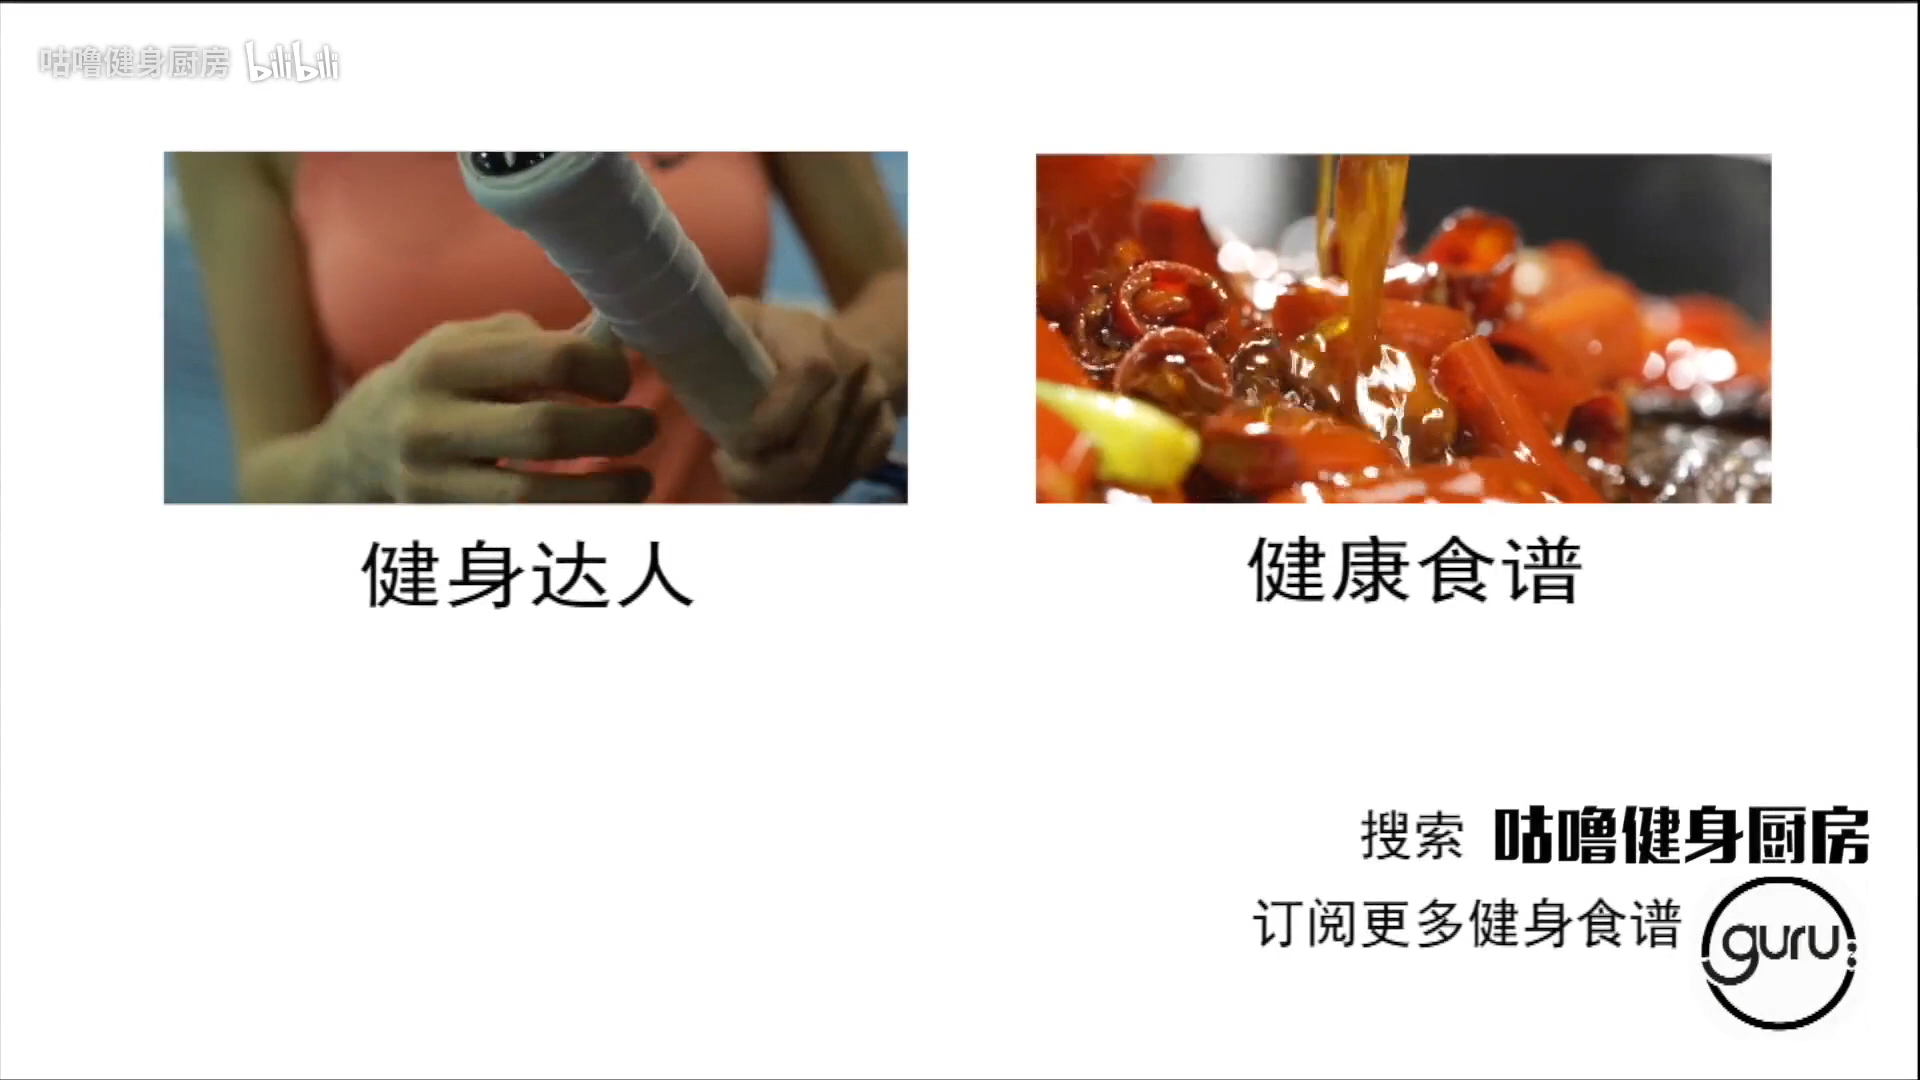 咕噜健身厨房 bilibili
健身达人
健康食谱
搜索 咕噜健身厨房
订阅更多健身食谱
guru: